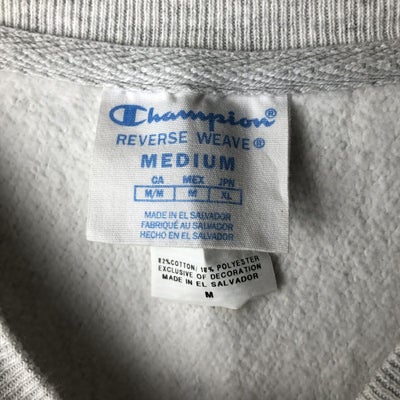 Champion
REVERSE WEAVE®
MEDIUM
CA MEX JPN
M/M M XL
MADE IN EL SALVADOR
FABRIQUÉ AU SALVADOR
HECHO EN EL SALVADOR
82%COTTON/18% POLYESTER
EXCLUSIVE OF DECORATION
MADE IN EL SALVADOR
M